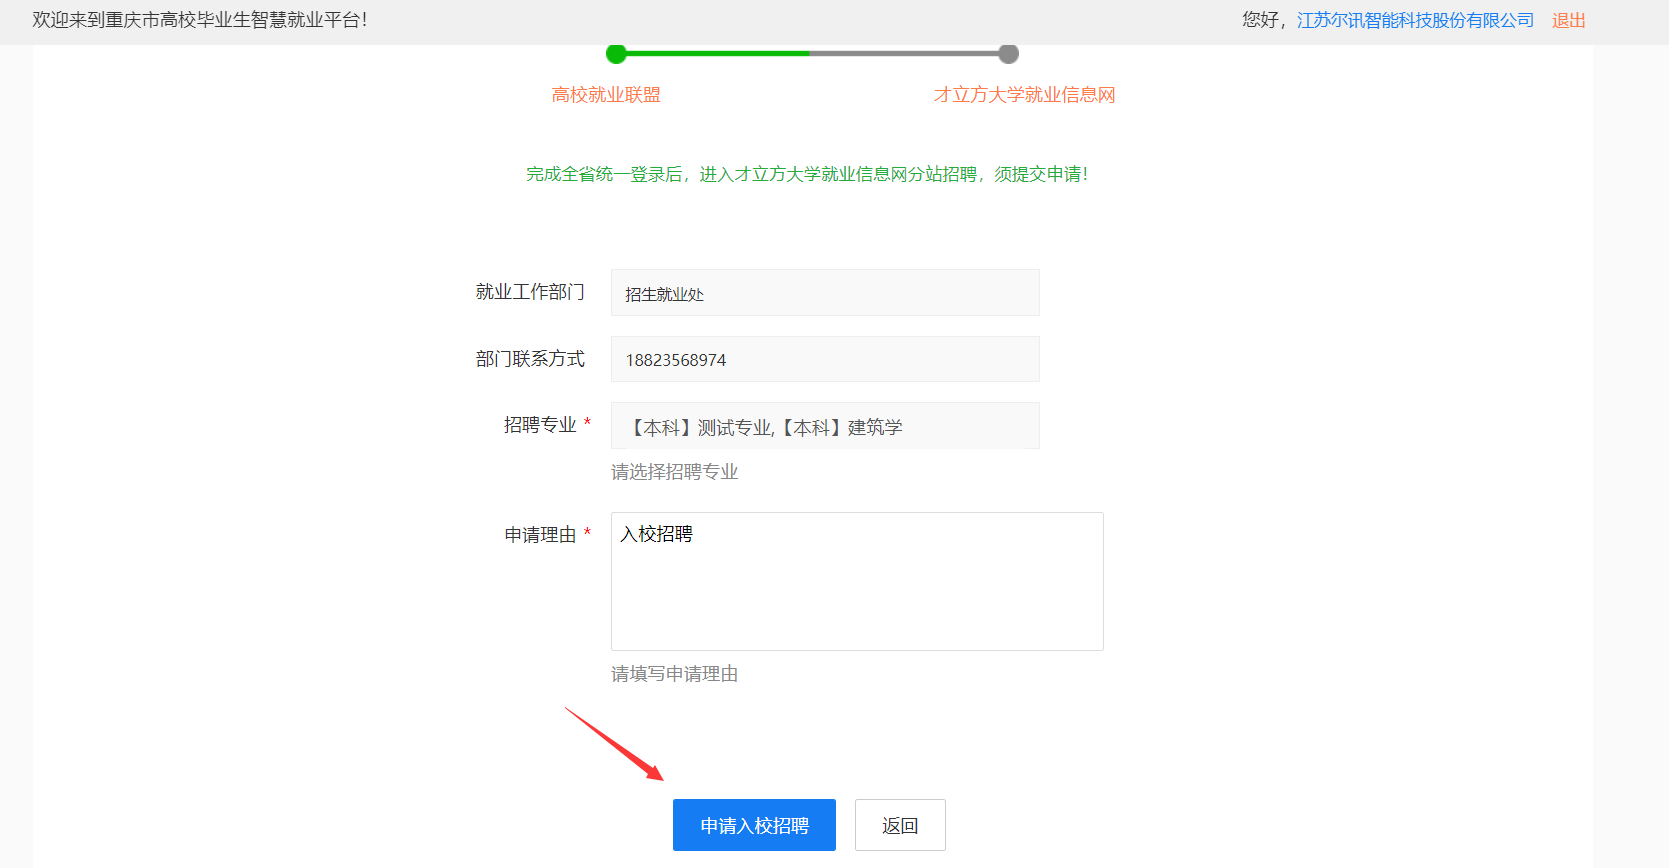 欢迎来到重庆市高校毕业生智慧就业平台！
您好，江苏尔讯智能科技股份有限公司 退出
高校就业联盟 才立方大学就业信息网
完成全省统一登录后，进入才立方大学就业信息网分站招聘，须提交申请！
就业工作部门 招生就业处
部门联系方式 18823568974
招聘专业 * 【本科】测试专业,【本科】建筑学
请选择招聘专业
申请理由 * 入校招聘
请填写申请理由
申请入校招聘 返回